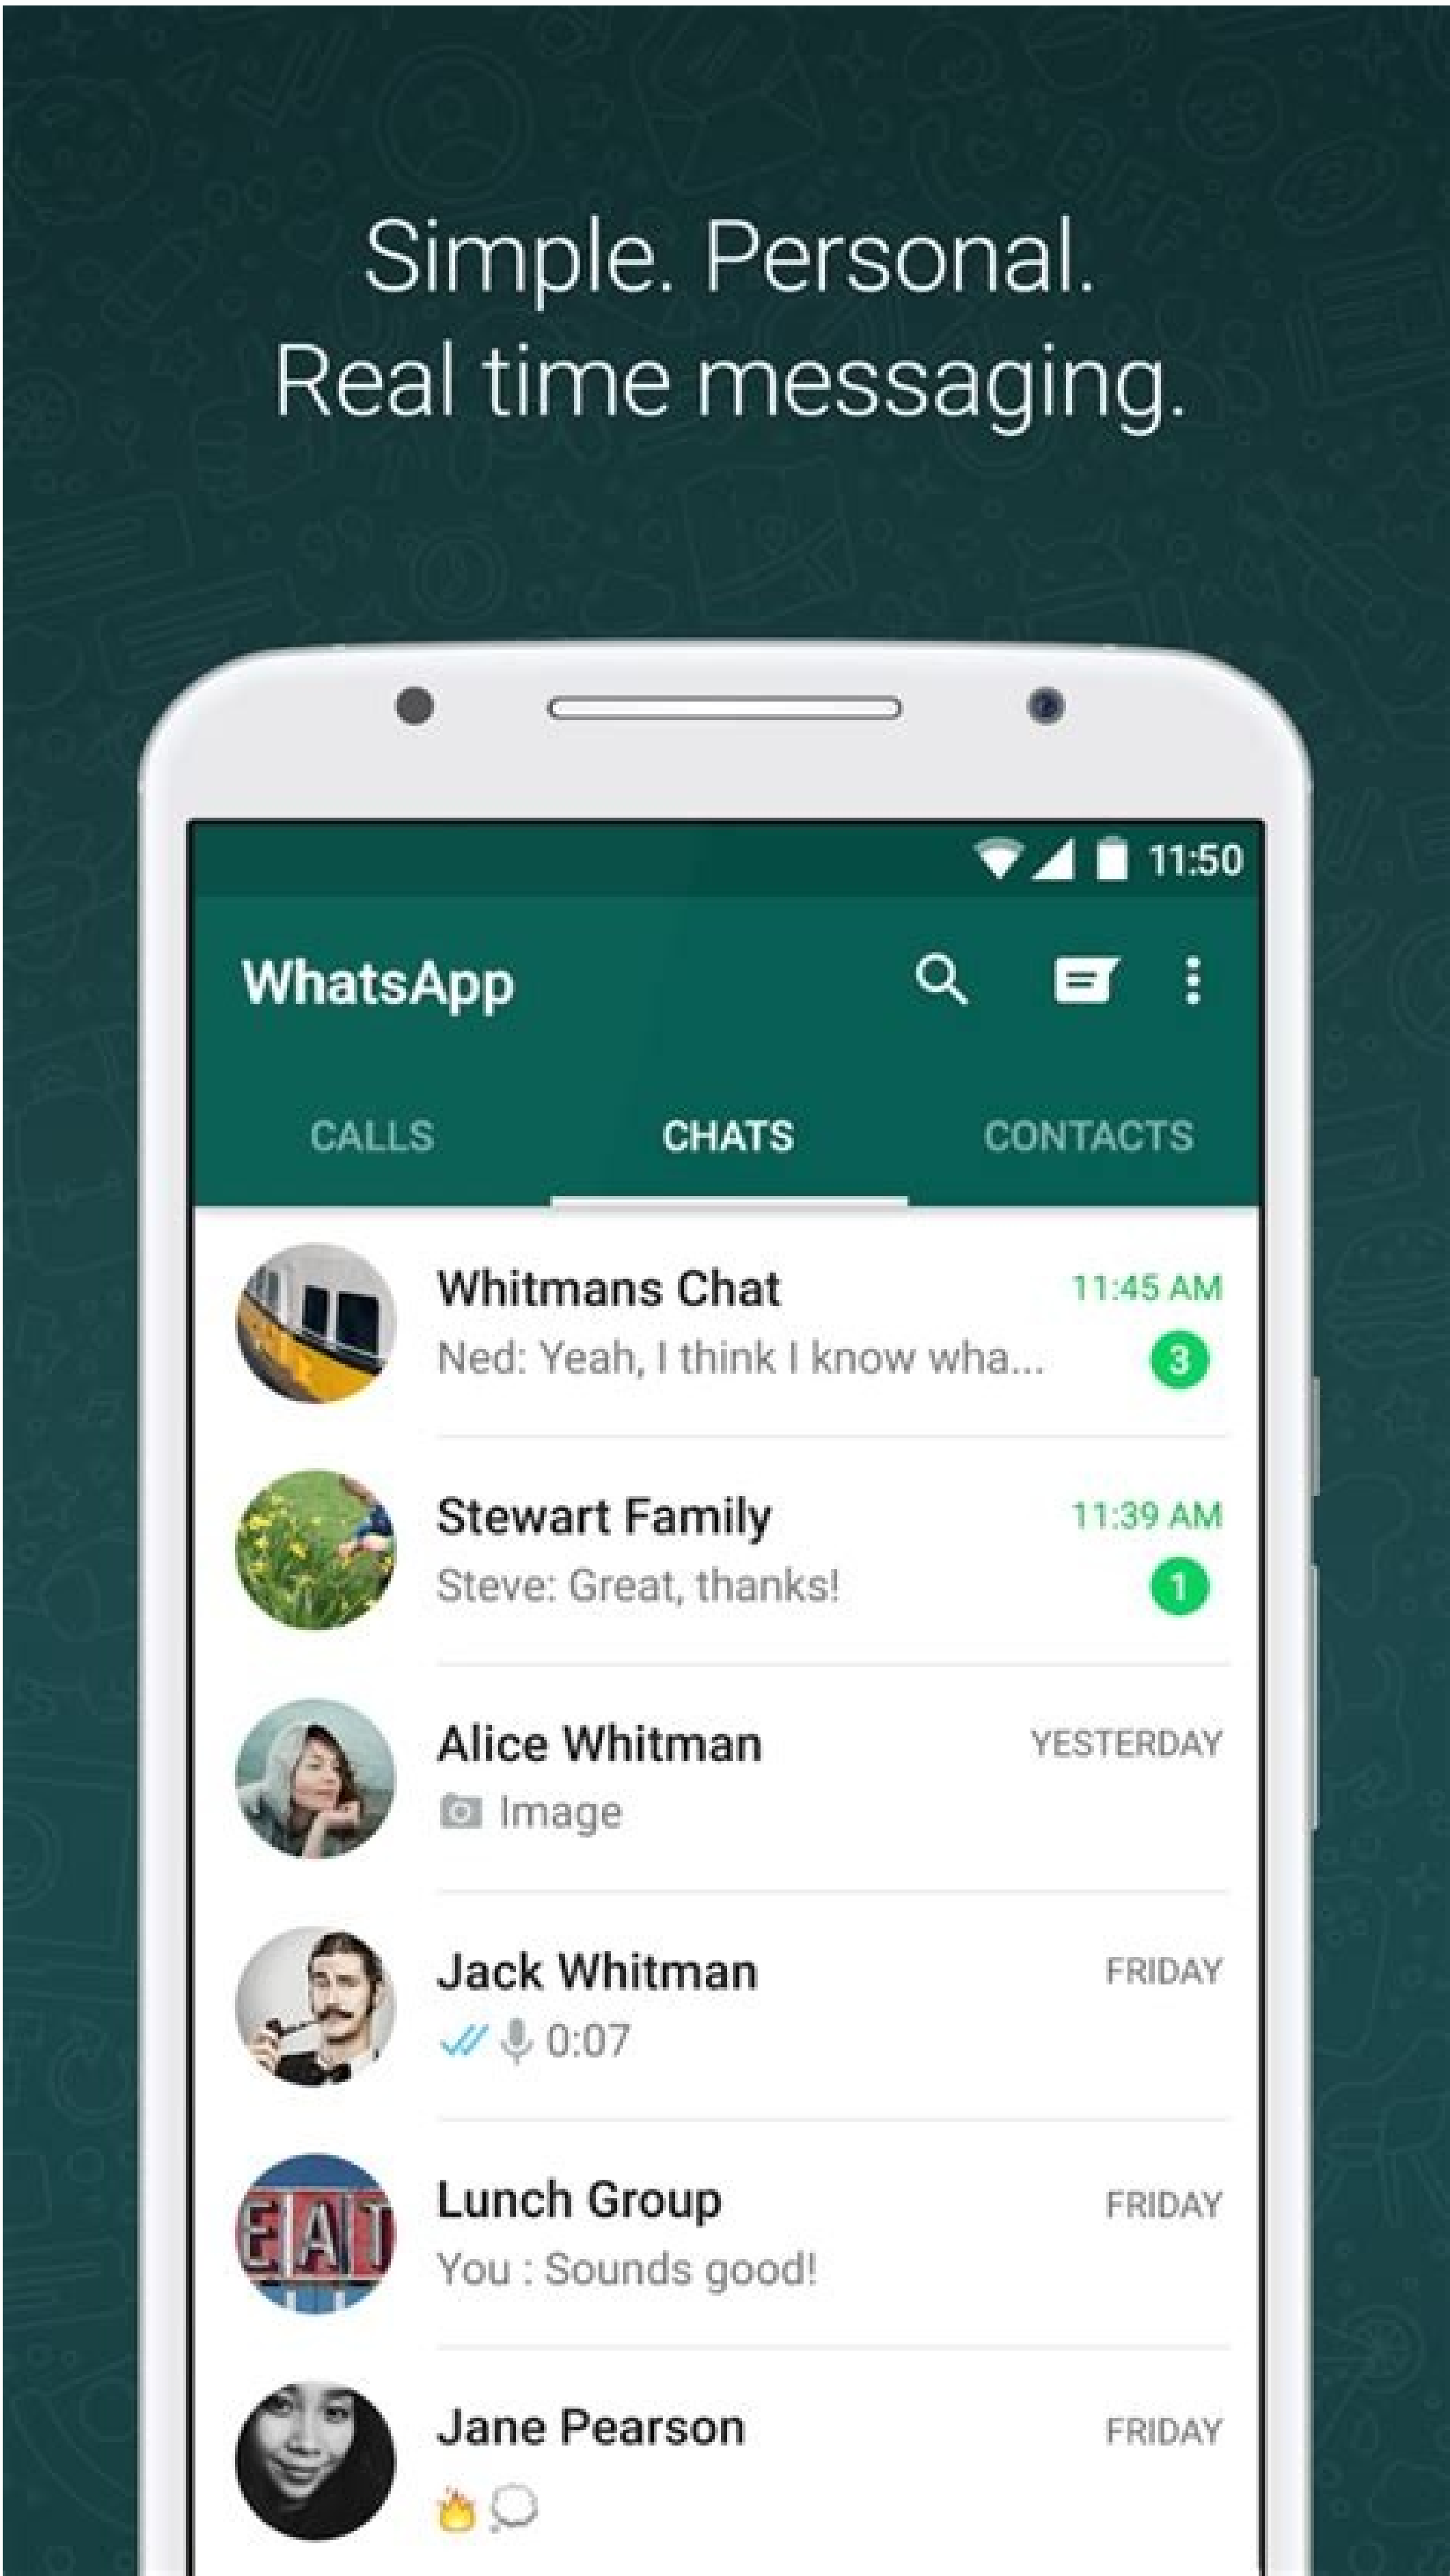 Simple. Personal.
Real time messaging.
11:50
WhatsApp
CALLS CHATS CONTACTS
Whitmans Chat 11:45 AM
Ned: Yeah, I think I know wha... 3
Stewart Family 11:39 AM
Steve: Great, thanks! 1
Alice Whitman YESTERDAY
Image
Jack Whitman FRIDAY
0:07
EAT
Lunch Group FRIDAY
You : Sounds good!
Jane Pearson FRIDAY
🔥💭